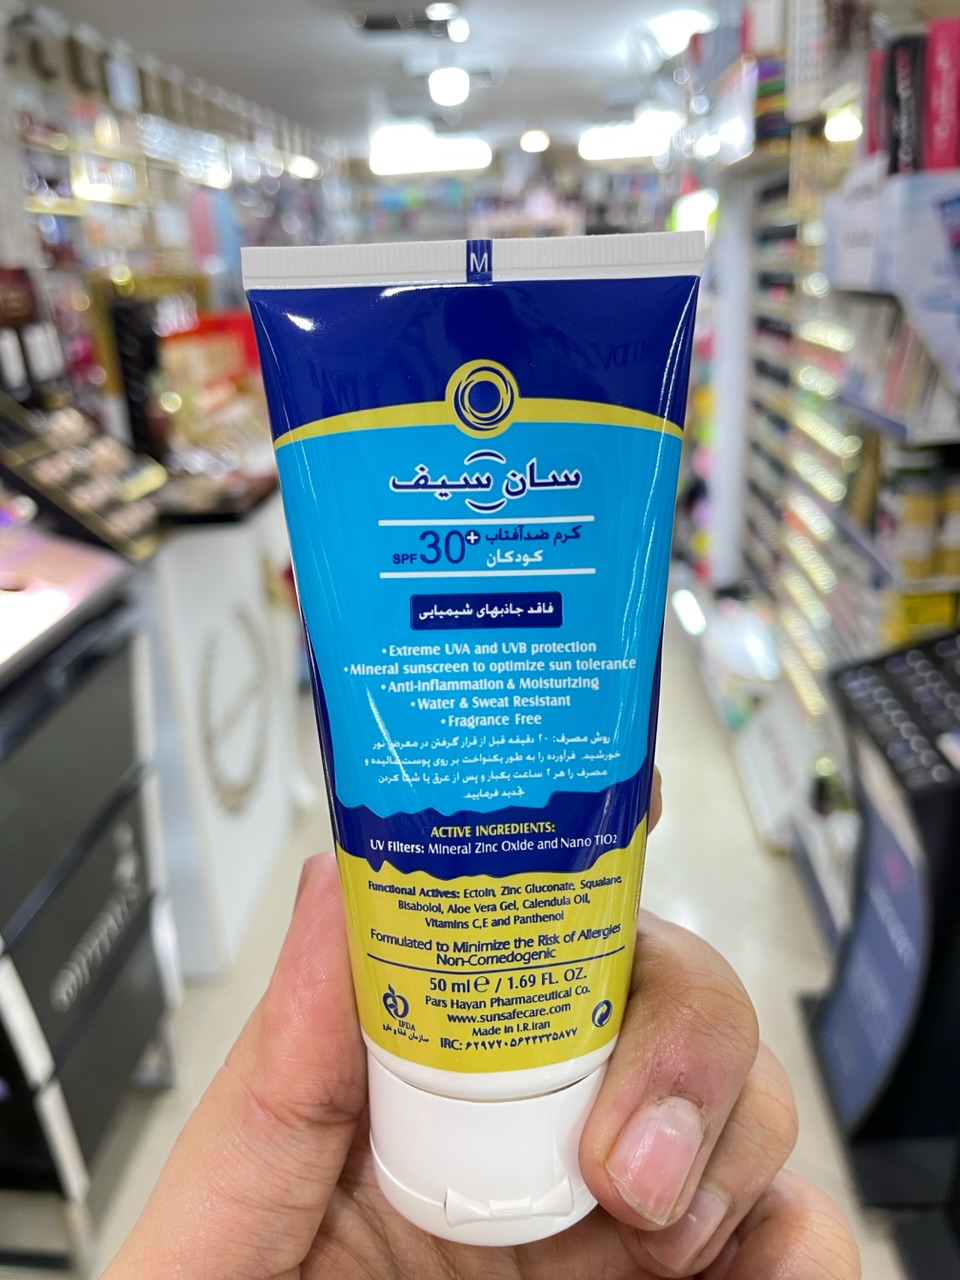 M
سان سیف
کرم ضدآفتاب SPF 30+
کودکان
فاقد جاذبهای شیمیایی
• Extreme UVA and UVB protection
• Mineral sunscreen to optimize sun tolerance
• Anti-inflammation & Moisturizing
• Water & Sweat Resistant
• Fragrance Free
روش مصرف: ۲۰ دقیقه قبل از قرار گرفتن در معرض نور
خورشید، فرآورده را به طور یکنواخت بر روی پوست مالیده و
مصرف را هر ۲ ساعت یکبار و پس از عرق یا شنا کردن
تجدید فرمایید.
ACTIVE INGREDIENTS:
UV Filters: Mineral Zinc Oxide and Nano TIO2
Functional Actives: Ectoin, Zinc Gluconate, Squalane,
Bisabolol, Aloe Vera Gel, Calendula Oil,
Vitamins C,E and Panthenol
Formulated to Minimize the Risk of Allergies
Non-Comedogenic
50 ml e / 1.69 FL. OZ.
Pars Hayan Pharmaceutical Co.
www.sunsafecare.com
Made in I.R.Iran
IFDA
سازمان غذا و دارو
IRC: ۶۲۹۷۲۰۵۶۴۴۳۳۵۸۷۷